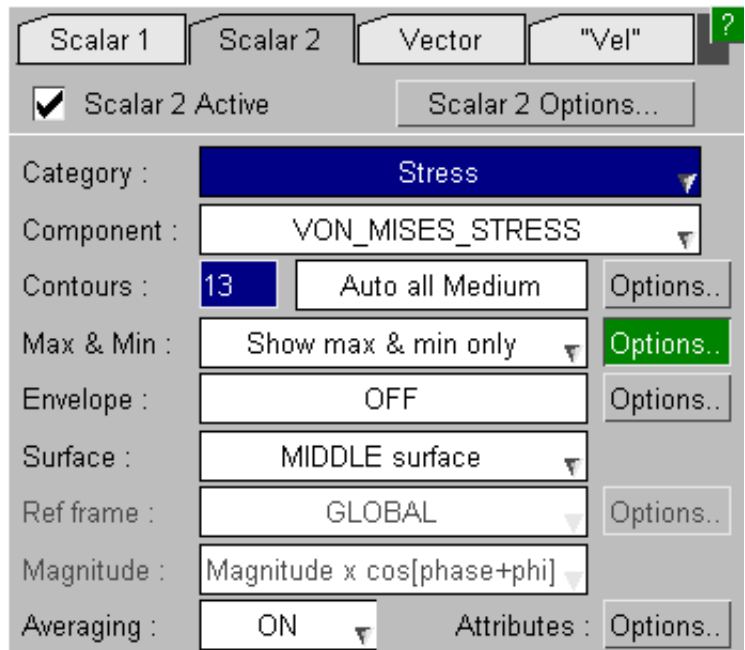 Scalar 1 Scalar 2 Vector "Vel" ?
Scalar 2 Active Scalar 2 Options...
Category : Stress
Component : VON_MISES_STRESS
Contours : 13 Auto all Medium Options..
Max & Min : Show max & min only Options..
Envelope : OFF Options..
Surface : MIDDLE surface
Ref frame : GLOBAL Options..
Magnitude : Magnitude x cos[phase+phi]
Averaging : ON Attributes : Options..